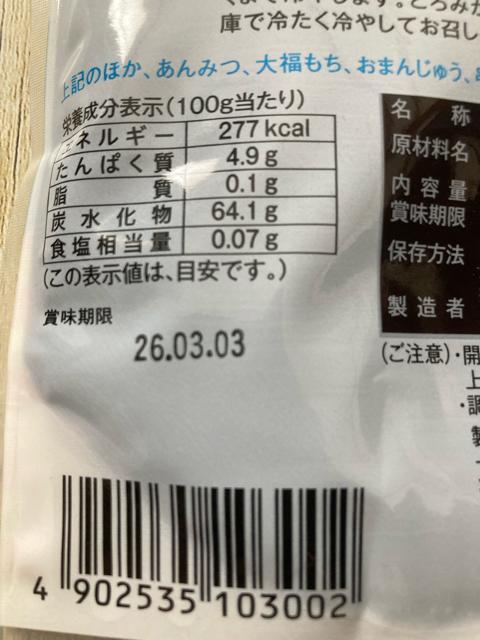 庫で冷たく冷やしてお召し
上記のほか、あんみつ、大福もち、おまんじゅう、
栄養成分表示(100g当たり)
エネルギー 277kcal
たんぱく質 4.9g
脂質 0.1g
炭水化物 64.1g
食塩相当量 0.07g
(この表示値は、目安です。)
賞味期限
26.03.03
名称
原材料名
内容量
賞味期限
保存方法
製造者
(ご注意)・開
上
・調
製
4 902535 103002